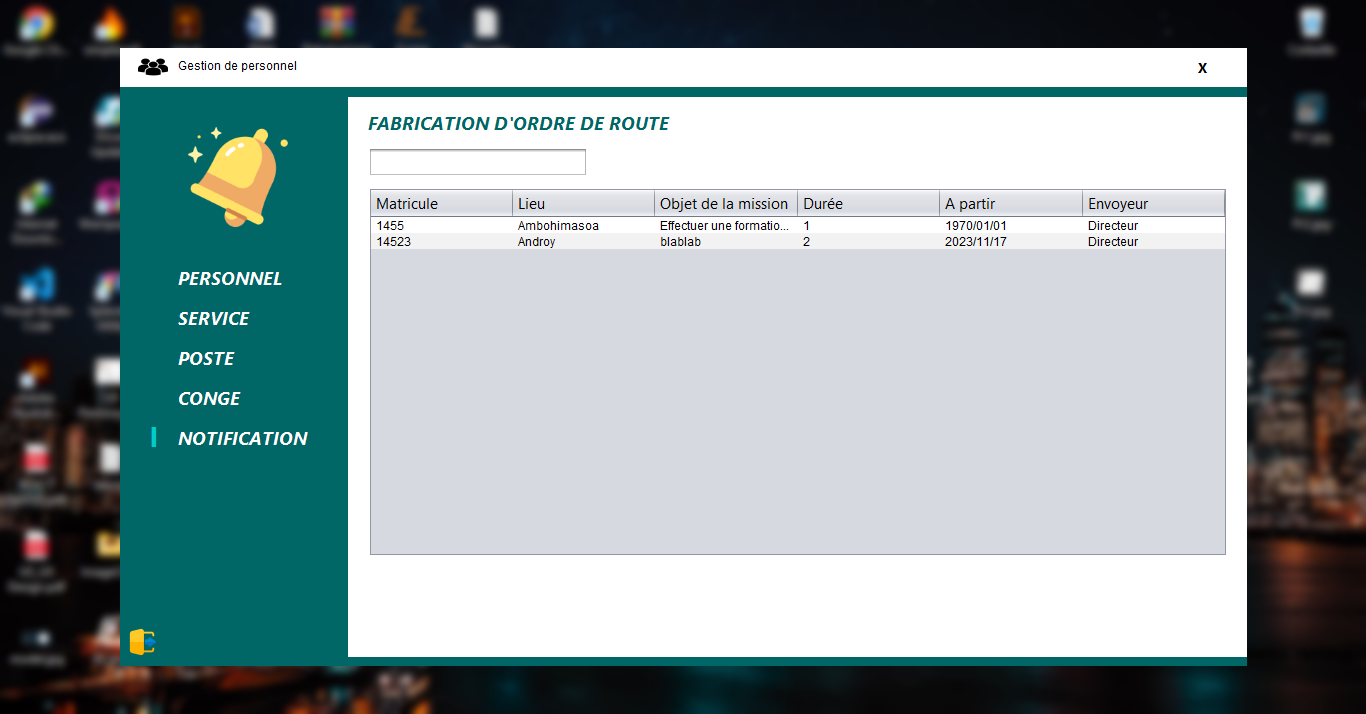 Gestion de personnel
X
FABRICATION D'ORDRE DE ROUTE
Matricule Lieu Objet de la mission Durée A partir Envoyeur
1455 Ambohimasoa Effectuer une formatio... 1 1970/01/01 Directeur
14523 Androy blablab 2 2023/11/17 Directeur
PERSONNEL
SERVICE
POSTE
CONGE
NOTIFICATION